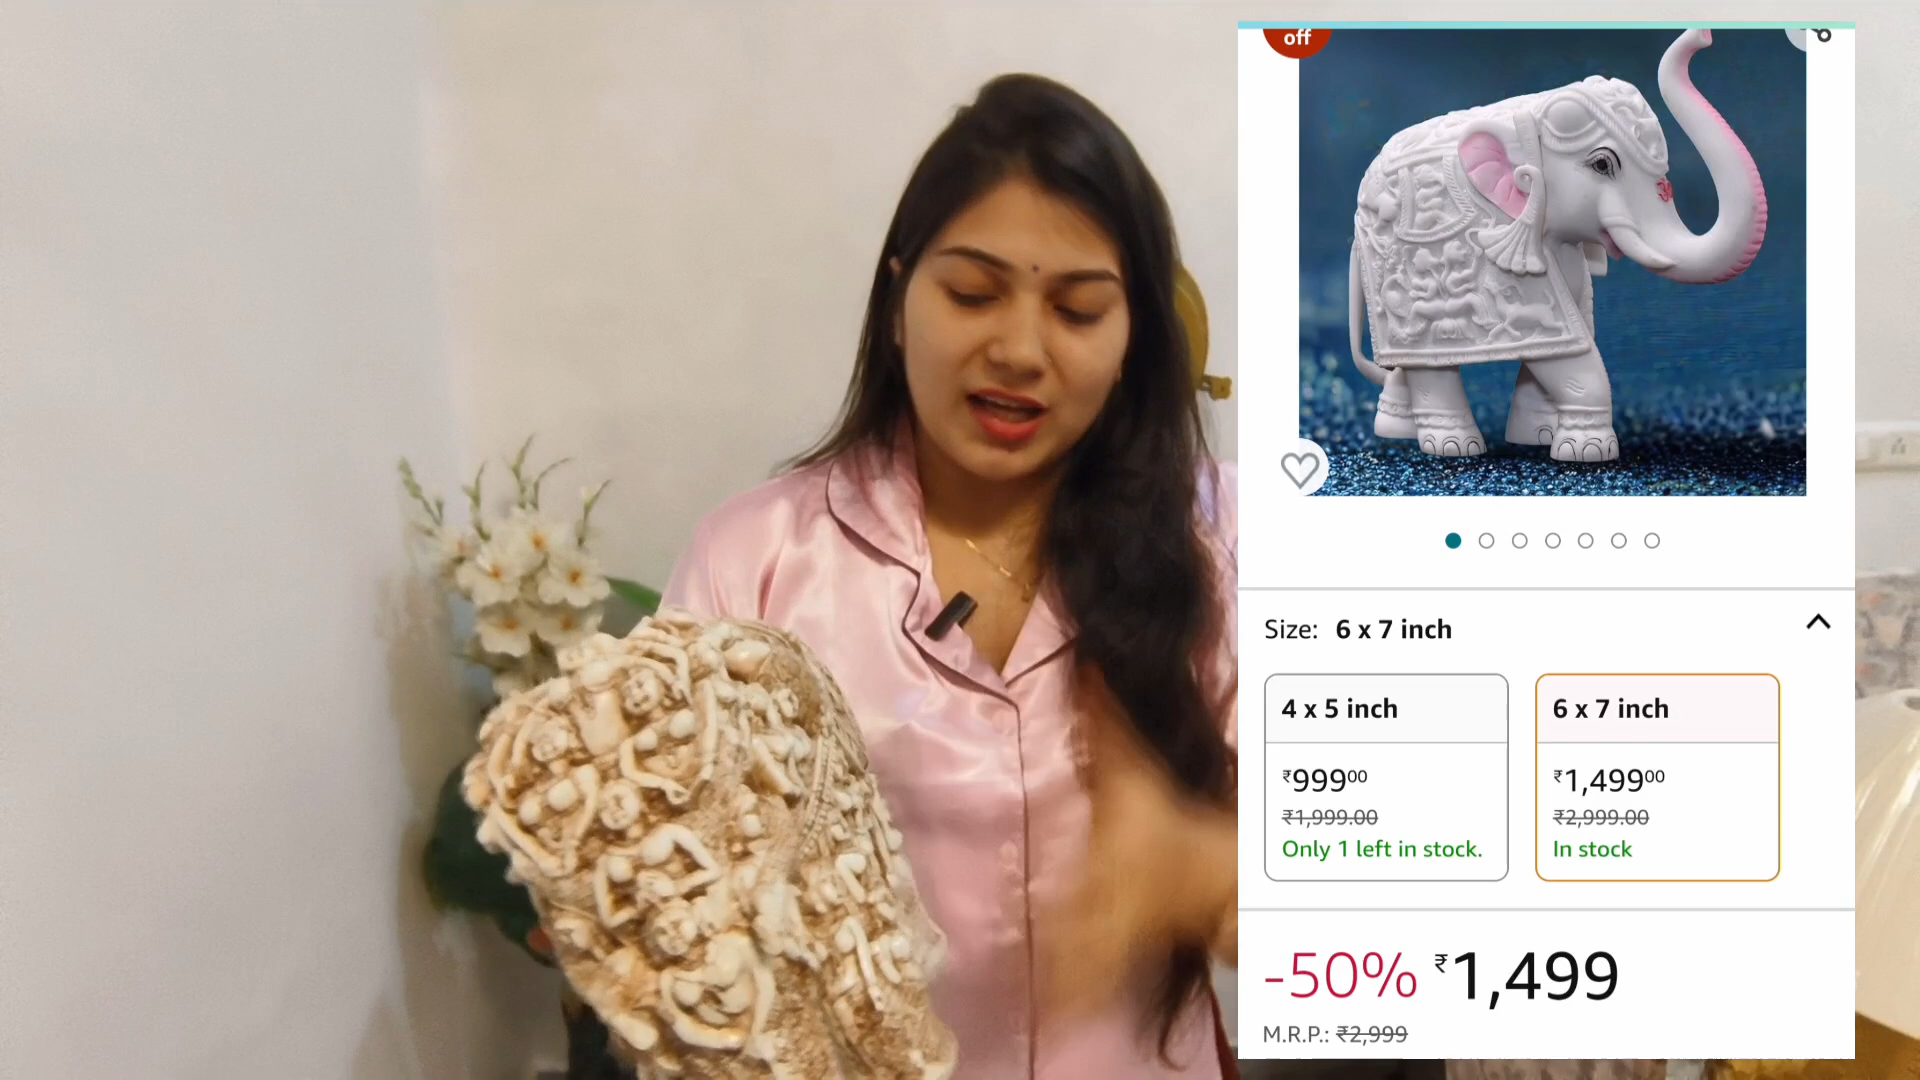 off
Size: 6 x 7 inch
4 x 5 inch
6 x 7 inch
₹99900
₹1,49900
₹1,999.00
₹2,999.00
Only 1 left in stock.
In stock
-50% ₹1,499
M.R.P.: ₹2,999